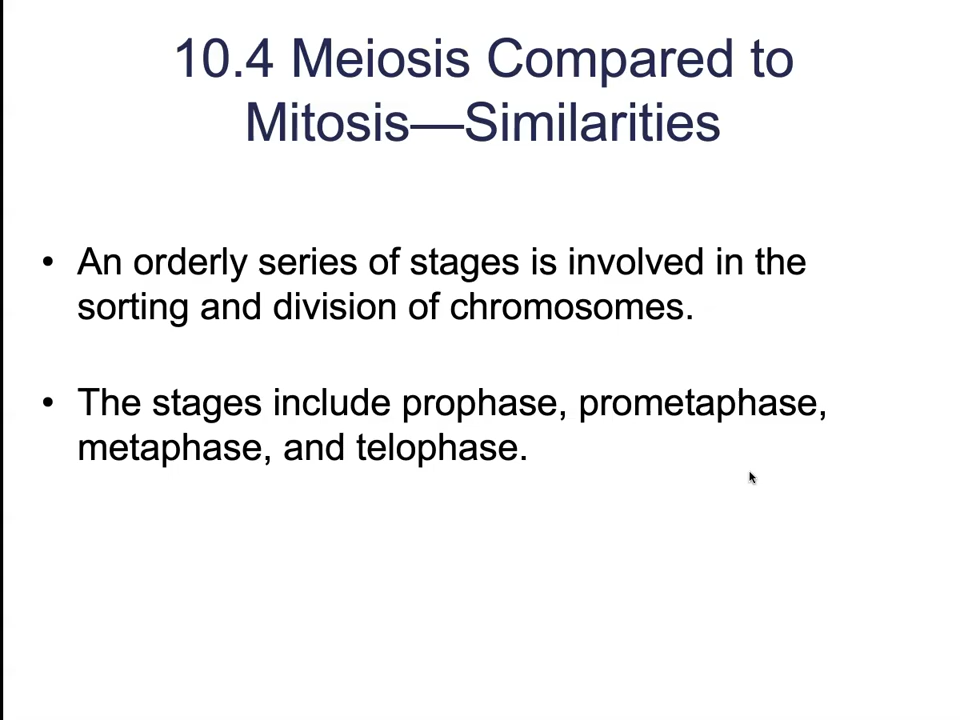 10.4 Meiosis Compared to
Mitosis—Similarities
• An orderly series of stages is involved in the
sorting and division of chromosomes.
• The stages include prophase, prometaphase,
metaphase, and telophase.